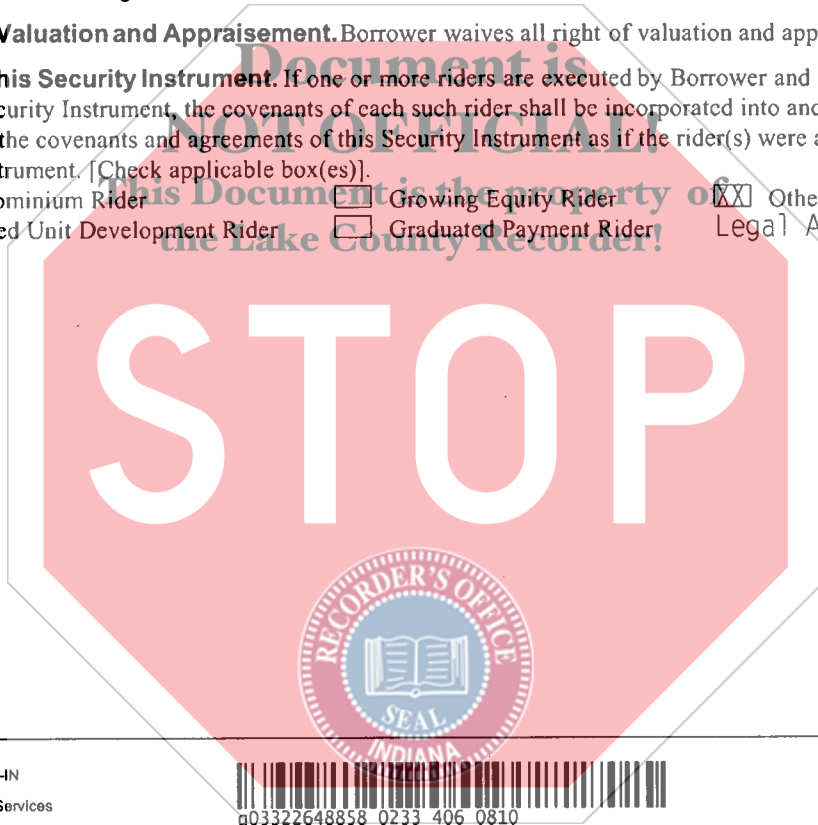 Valuation and Appraisement. Borrower waives all right of valuation and app
Document is
his Security Instrument. If one or more riders are executed by Borrower and
curity Instrument, the covenants of each such rider shall be incorporated into and
NOT OFFICIAL!
the covenants and agreements of this Security Instrument as if the rider(s) were a
trument. [Check applicable box(es)].
This Document is the property of
ominium Rider Growing Equity Rider XX Othe
ed Unit Development Rider Graduated Payment Rider Legal A
the Lake County Recorder!
STOP
RECORDER'S OFFICE
SEAL
INDIANA
-IN
Services
q03322648858 0233 406 0810